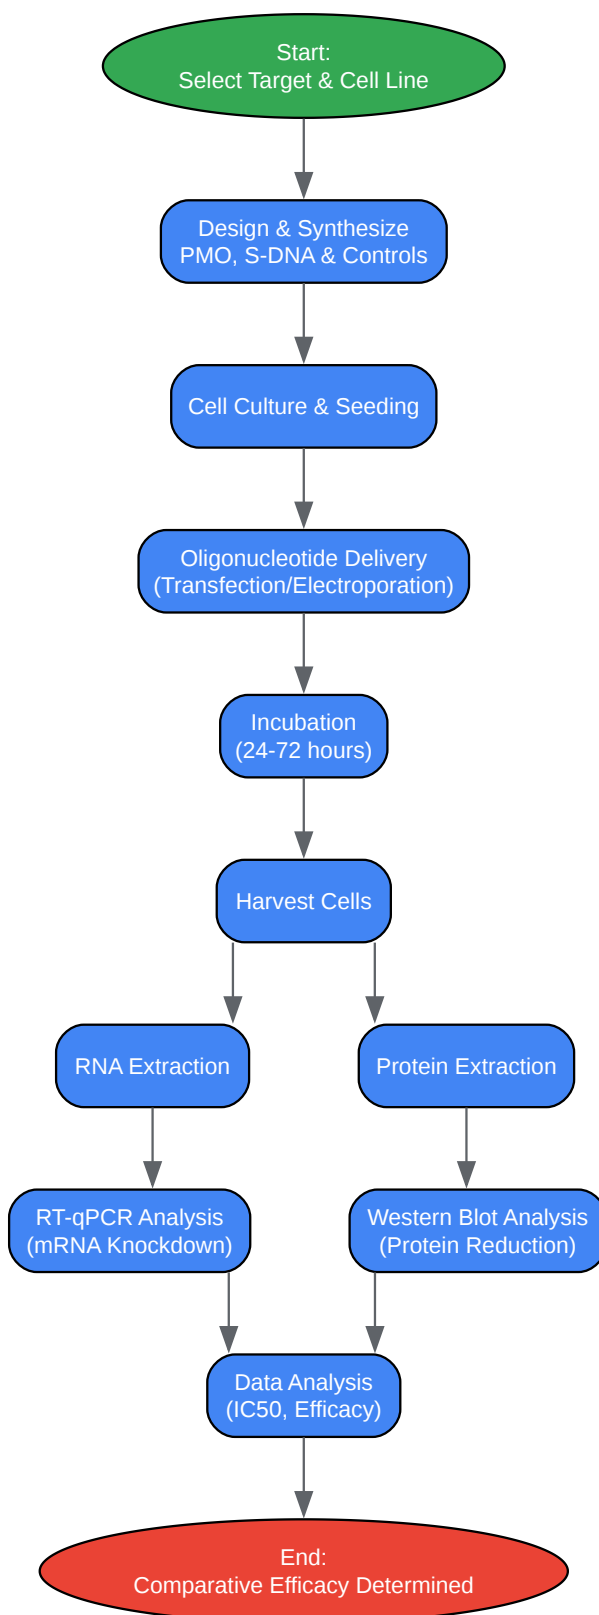 Start:
Select Target & Cell Line
Design & Synthesize
PMO, S-DNA & Controls
Cell Culture & Seeding
Oligonucleotide Delivery
(Transfection/Electroporation)
Incubation
(24-72 hours)
Harvest Cells
RNA Extraction
Protein Extraction
RT-qPCR Analysis
(mRNA Knockdown)
Western Blot Analysis
(Protein Reduction)
Data Analysis
(IC50, Efficacy)
End:
Comparative Efficacy Determined